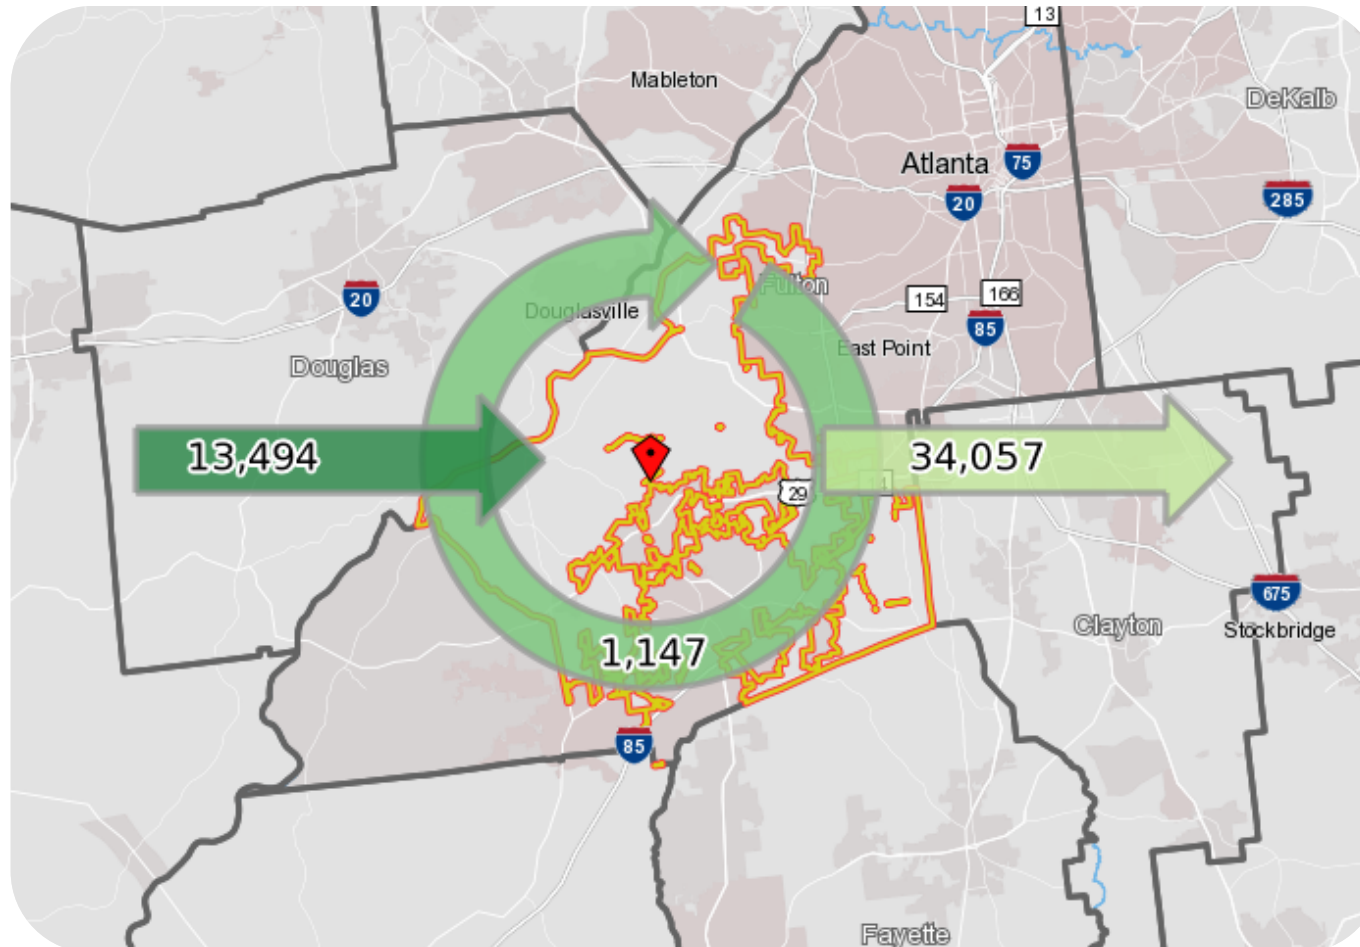 13
Mableton
DeKalb
Atlanta
75
20
285
20
Douglasville
Fulton
154
166
85
East Point
Douglas
13,494
34,057
29
14
675
Clayton
Stockbridge
1,147
85
Fayette